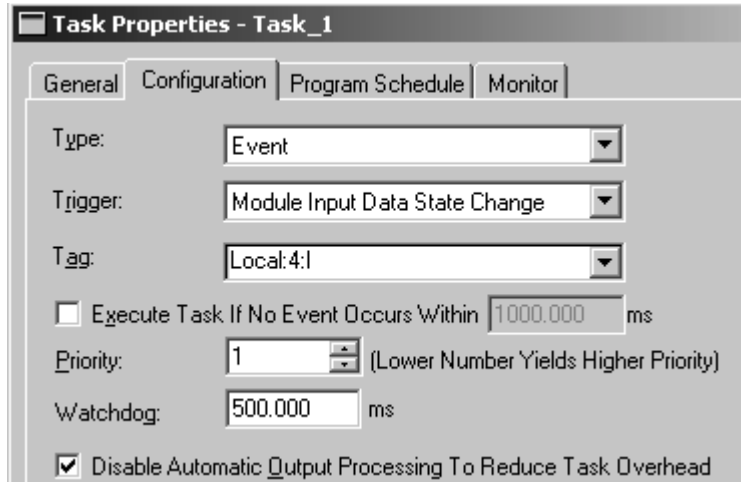 Task Properties - Task_1
General Configuration Program Schedule Monitor
Type: Event
Trigger: Module Input Data State Change
Tag: Local:4:I
Execute Task If No Event Occurs Within 1000.000 ms
Priority: 1 (Lower Number Yields Higher Priority)
Watchdog: 500.000 ms
Disable Automatic Output Processing To Reduce Task Overhead